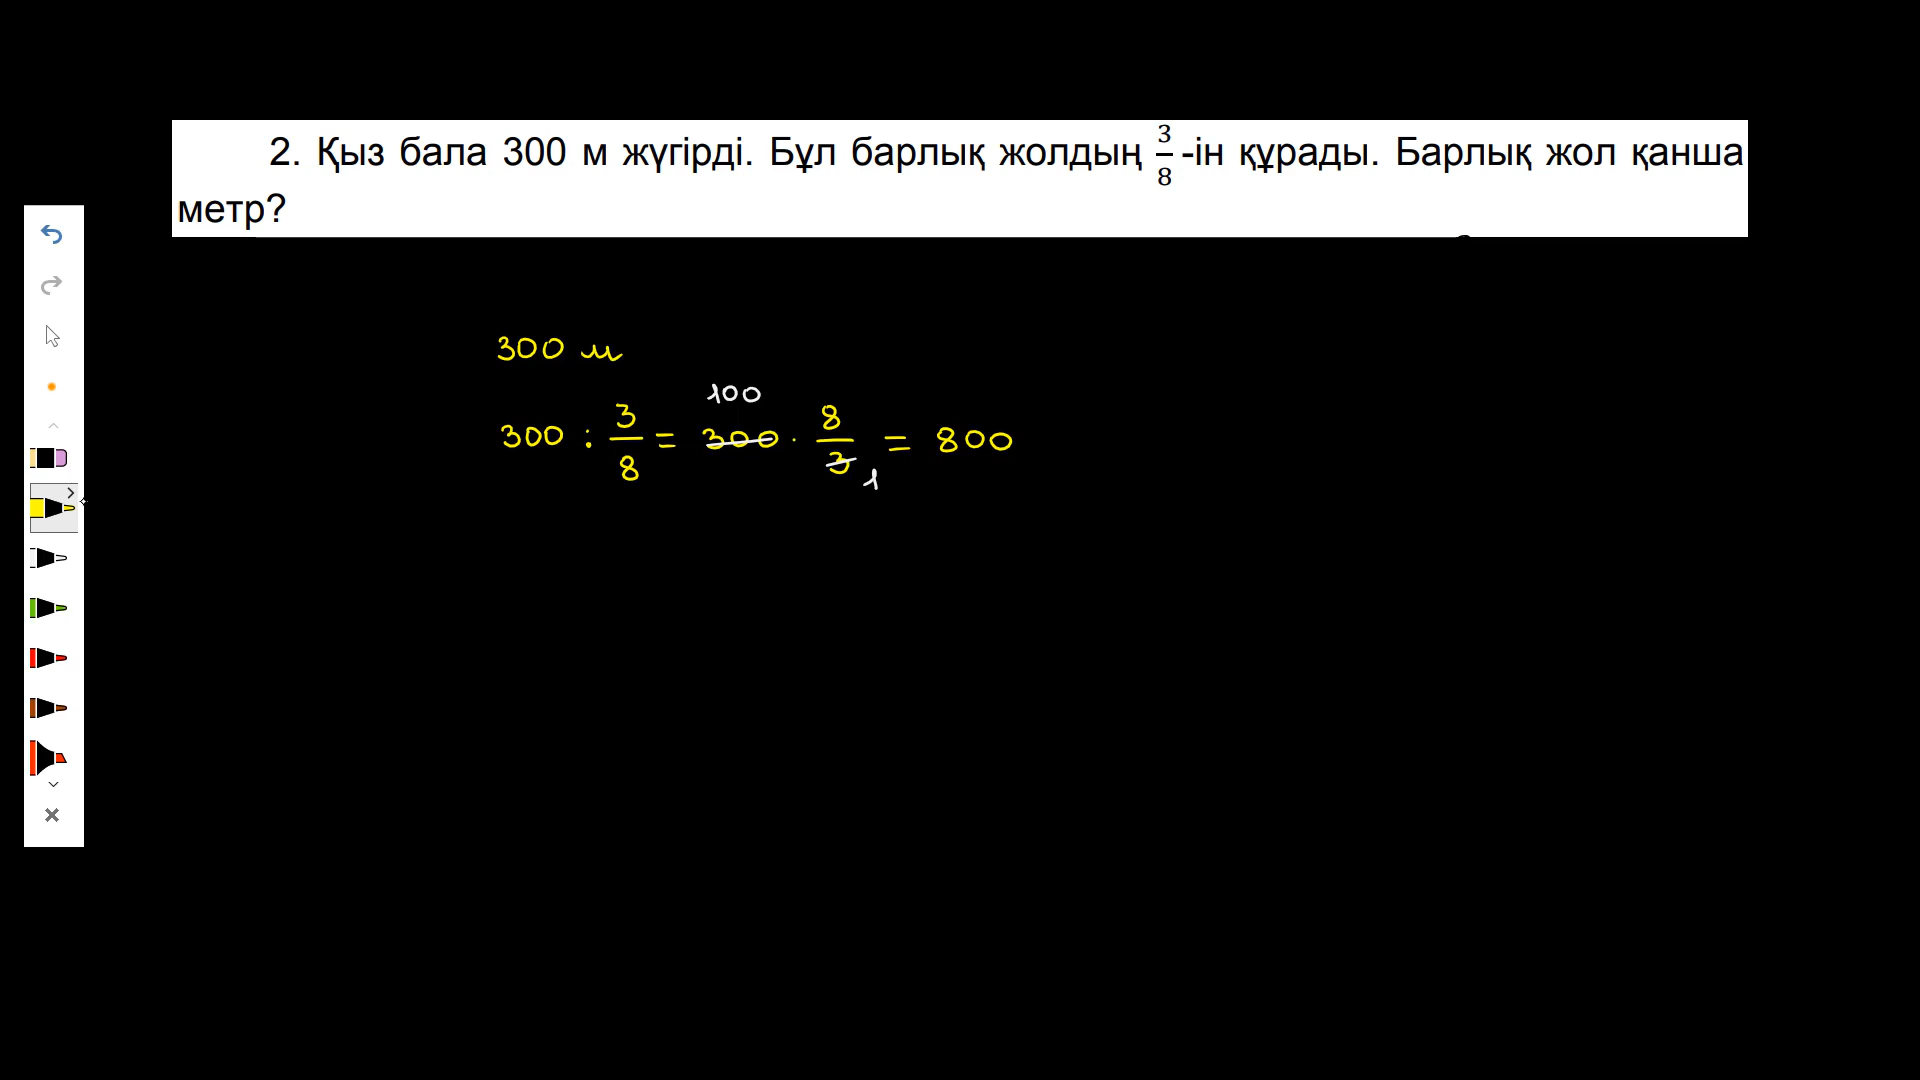 2. Қыз бала 300 м жүгірді. Бұл барлық жолдың 3/8-ін құрады. Барлық жол қанша
метр?
300 м
100
300 : 3/8 = 300 · 8/3 = 800
1